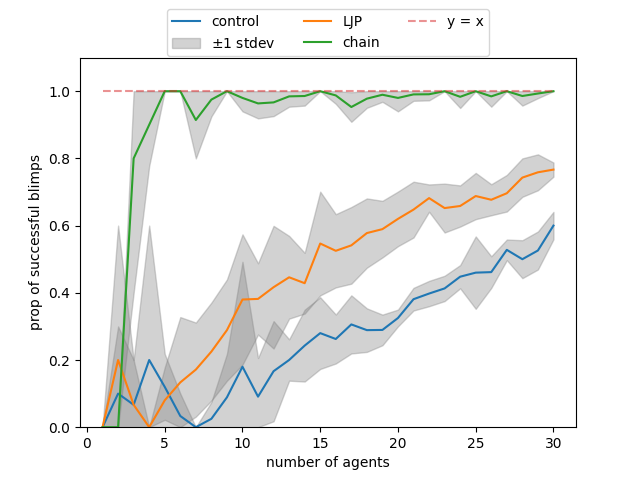 control
LJP
y = x
±1 stdev
chain
prop of successful blimps
1.0
0.8
0.6
0.4
0.2
0.0
0
5
10
15
20
25
30
number of agents